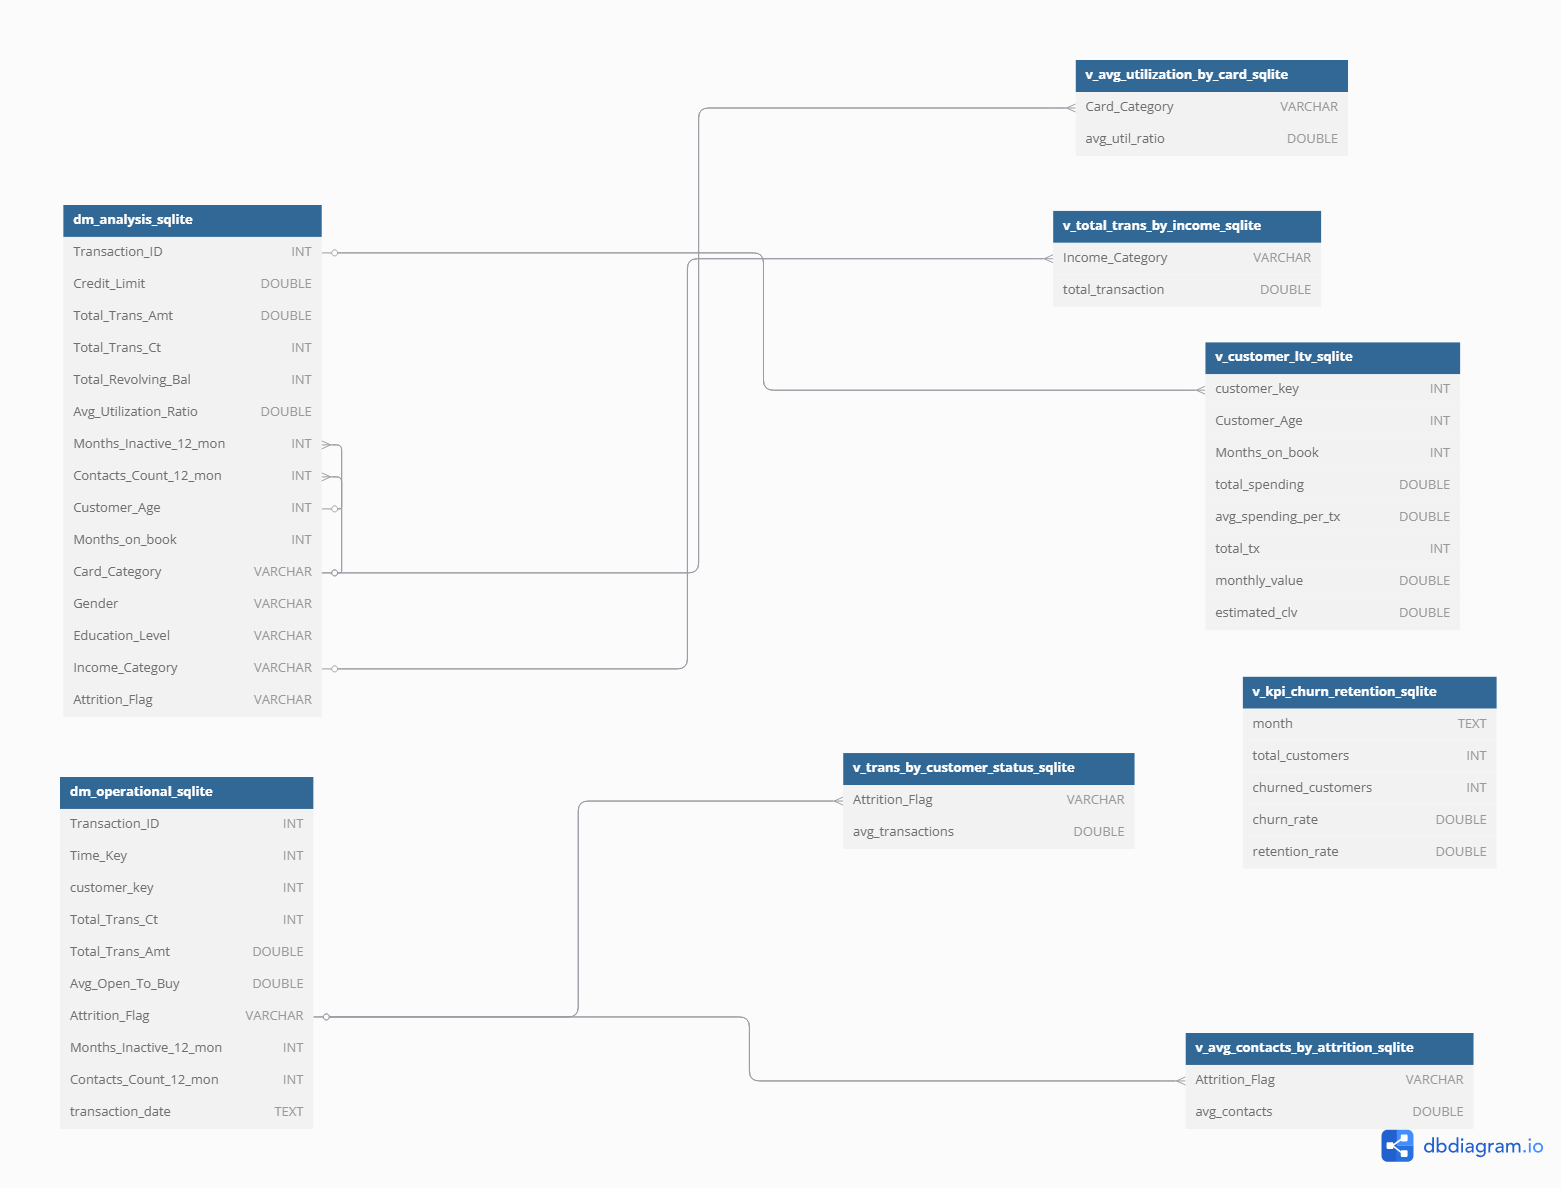 v_avg_utilization_by_card_sqlite
Card_Category VARCHAR
avg_util_ratio DOUBLE
dm_analysis_sqlite
Transaction_ID INT
Credit_Limit DOUBLE
Total_Trans_Amt DOUBLE
Total_Trans_Ct INT
Total_Revolving_Bal INT
Avg_Utilization_Ratio DOUBLE
Months_Inactive_12_mon INT
Contacts_Count_12_mon INT
Customer_Age INT
Months_on_book INT
Card_Category VARCHAR
Gender VARCHAR
Education_Level VARCHAR
Income_Category VARCHAR
Attrition_Flag VARCHAR
v_total_trans_by_income_sqlite
Income_Category VARCHAR
total_transaction DOUBLE
v_customer_ltv_sqlite
customer_key INT
Customer_Age INT
Months_on_book INT
total_spending DOUBLE
avg_spending_per_tx DOUBLE
total_tx INT
monthly_value DOUBLE
estimated_clv DOUBLE
v_kpi_churn_retention_sqlite
month TEXT
total_customers INT
churned_customers INT
churn_rate DOUBLE
retention_rate DOUBLE
v_trans_by_customer_status_sqlite
Attrition_Flag VARCHAR
avg_transactions DOUBLE
dm_operational_sqlite
Transaction_ID INT
Time_Key INT
customer_key INT
Total_Trans_Ct INT
Total_Trans_Amt DOUBLE
Avg_Open_To_Buy DOUBLE
Attrition_Flag VARCHAR
Months_Inactive_12_mon INT
Contacts_Count_12_mon INT
transaction_date TEXT
v_avg_contacts_by_attrition_sqlite
Attrition_Flag VARCHAR
avg_contacts DOUBLE
dbdiagram.io